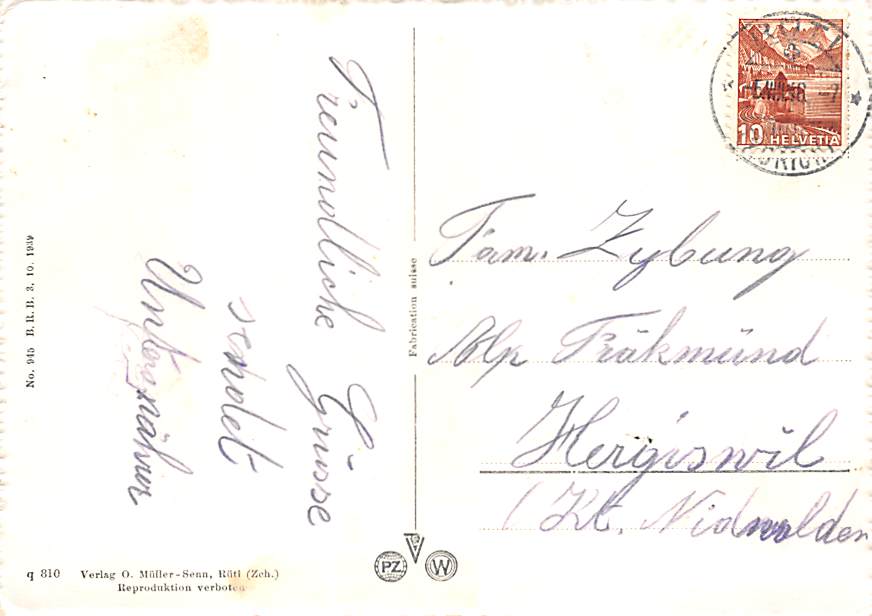 Freundliche Grüsse
sendet
No. 945 B. R. B. 3. 10. 1939
q 810 Verlag O. Müller-Senn, Rüti (Zch.)
Reproduktion verboten
Fabrication suisse
PZ
W
10 HELVETIA
Fam. Zybung
Alp Fräkmünd
Hergiswil
(Kt. Nidwalden